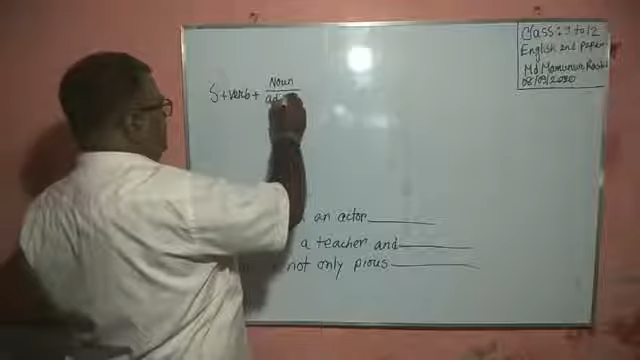 Class: 9 to 12
English 2nd paper
Md Mamunur Rashid
08/09/2020
Noun
S + verb +
an actor
a teacher and
not only pious